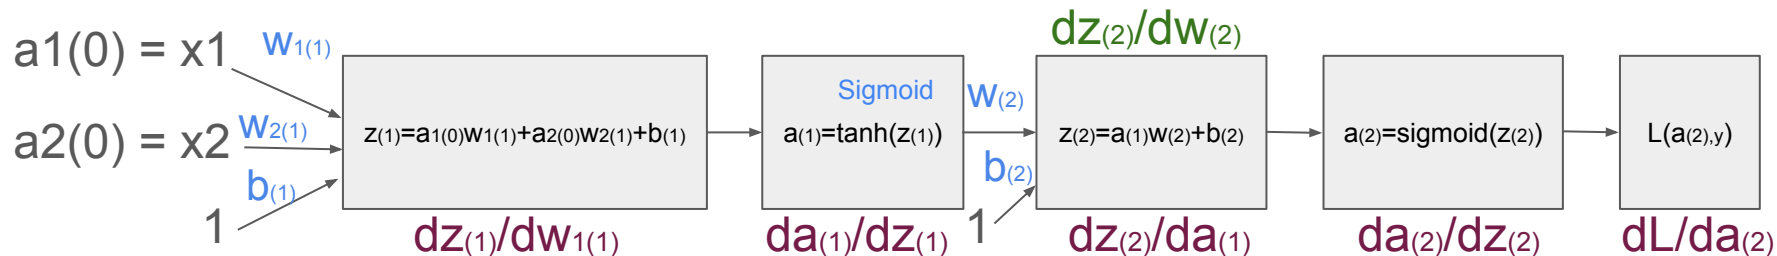 a1(0) = x1
w1(1)
a2(0) = x2
w2(1)
b(1)
1
z(1)=a1(0)w1(1)+a2(0)w2(1)+b(1)
dz(1)/dw1(1)
Sigmoid
a(1)=tanh(z(1))
da(1)/dz(1)
w(2)
b(2)
1
dz(2)/dw(2)
z(2)=a(1)w(2)+b(2)
dz(2)/da(1)
a(2)=sigmoid(z(2))
da(2)/dz(2)
L(a(2),y)
dL/da(2)